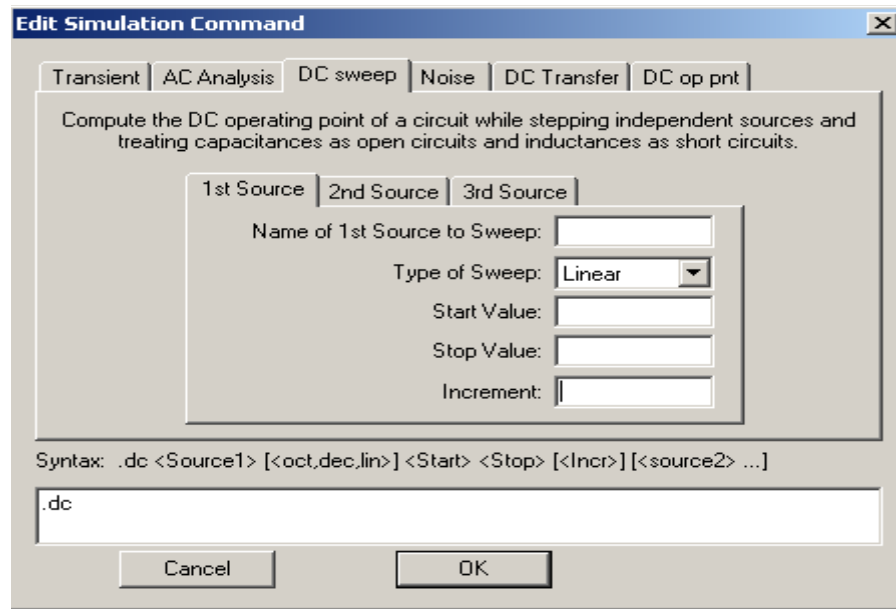 Edit Simulation Command
Transient AC Analysis DC sweep Noise DC Transfer DC op pnt
Compute the DC operating point of a circuit while stepping independent sources and
treating capacitances as open circuits and inductances as short circuits.
1st Source 2nd Source 3rd Source
Name of 1st Source to Sweep:
Type of Sweep: Linear
Start Value:
Stop Value:
Increment:
Syntax: .dc <Source1> [<oct,dec,lin>] <Start> <Stop> [<Incr>] [<source2> ...]
.dc
Cancel OK